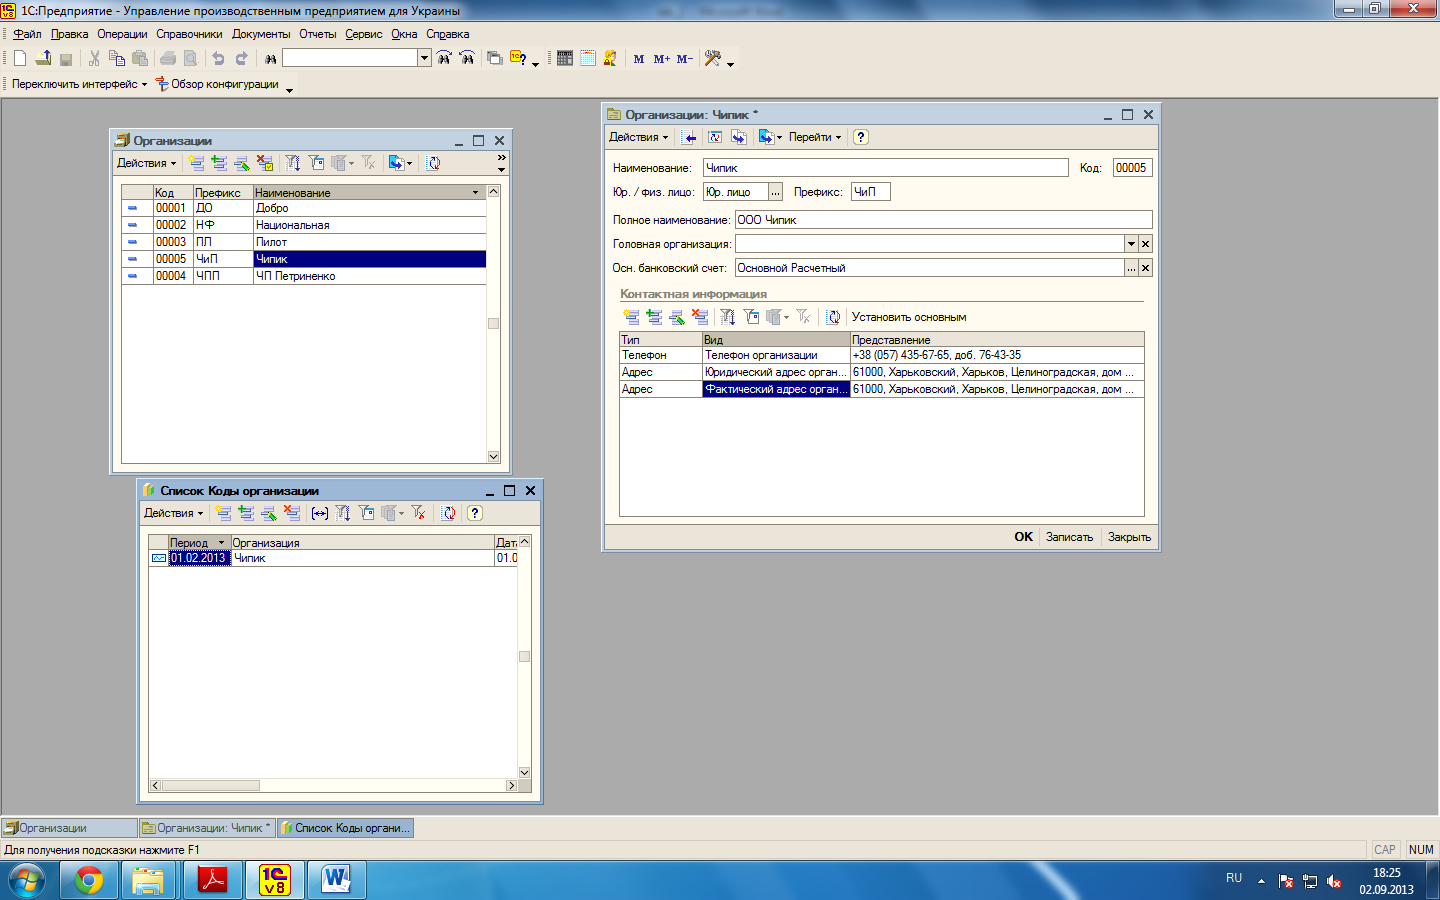 1С:Предприятие - Управление производственным предприятием для Украины
Файл Правка Операции Справочники Документы Отчеты Сервис Окна Справка
M M+ M-
Переключить интерфейс Обзор конфигурации
Организации
Действия
Код Префикс Наименование
00001 ДО Добро
00002 НФ Национальная
00003 ПЛ Пилот
00005 ЧиП Чипик
00004 ЧПП ЧП Петриненко
Организации: Чипик *
Действия Перейти
Наименование: Чипик Код: 00005
Юр. / физ. лицо: Юр. лицо ... Префикс: ЧиП
Полное наименование: ООО Чипик
Головная организация:
Осн. банковский счет: Основной Расчетный ...
Контактная информация
Установить основным
Тип Вид Представление
Телефон Телефон организации +38 (057) 435-67-65, доб. 76-43-35
Адрес Юридический адрес орган... 61000, Харьковский, Харьков, Целиноградская, дом ...
Адрес Фактический адрес орган... 61000, Харьковский, Харьков, Целиноградская, дом ...
OK Записать Закрыть
Список Коды организации
Действия
Период Организация Дата
01.02.2013 Чипик 01.0
Организации Организации: Чипик * Список Коды органи...
Для получения подсказки нажмите F1 CAP NUM
1С v8
RU 18:25
02.09.2013